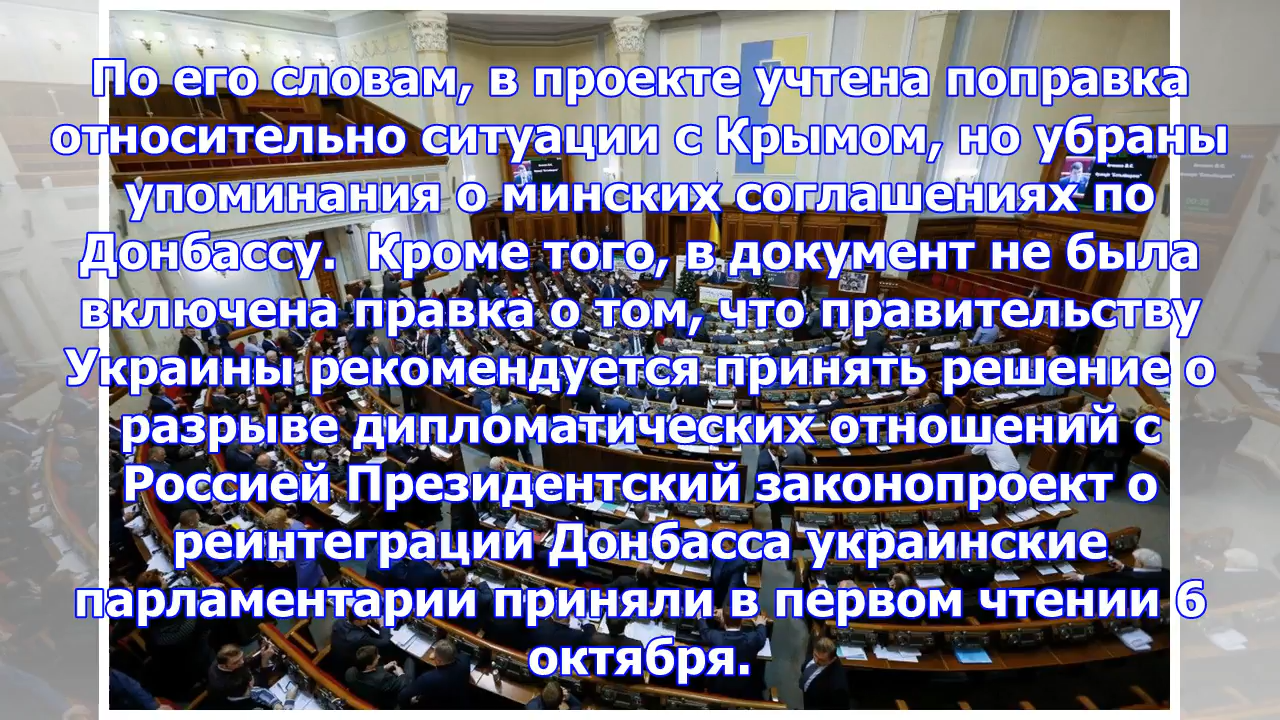 По его словам, в проекте учтена поправка
относительно ситуации с Крымом, но убраны
упоминания о минских соглашениях по
Донбассу.  Кроме того, в документ не была
включена правка о том, что правительству
Украины рекомендуется принять решение о
разрыве дипломатических отношений с
Россией Президентский законопроект о
реинтеграции Донбасса украинские
парламентарии приняли в первом чтении 6
октября.